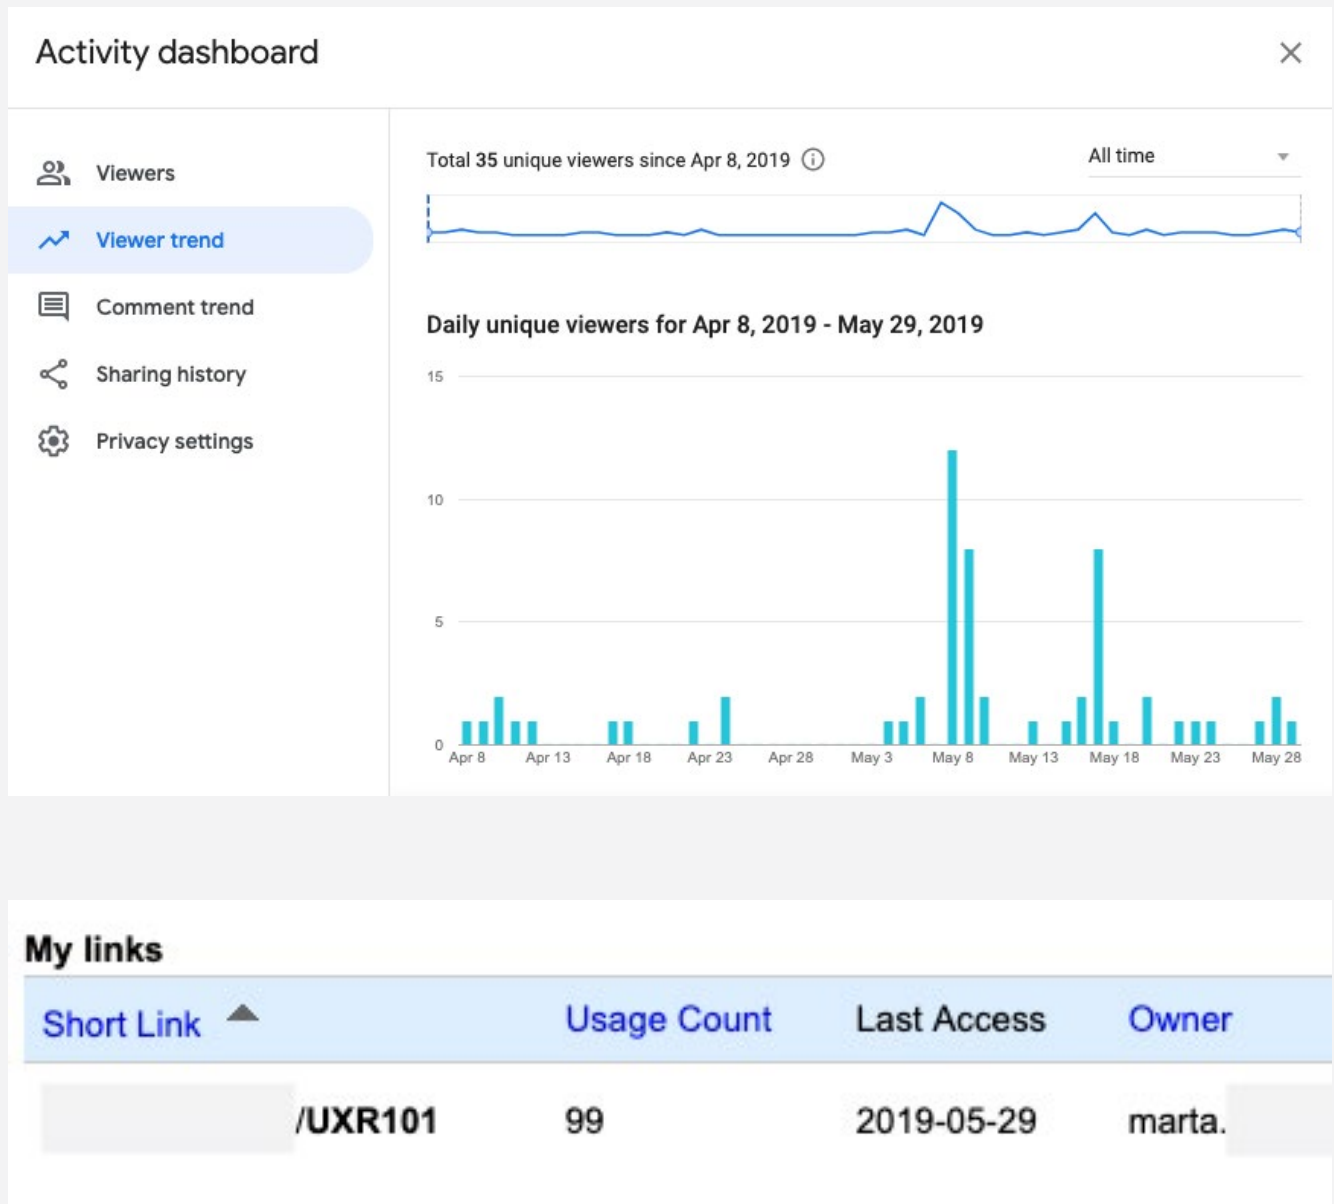 Activity dashboard
Viewers
Viewer trend
Comment trend
Sharing history
Privacy settings
Total 35 unique viewers since Apr 8, 2019
All time
Daily unique viewers for Apr 8, 2019 - May 29, 2019
15
10
5
0
Apr 8 Apr 13 Apr 18 Apr 23 Apr 28 May 3 May 8 May 13 May 18 May 23 May 28
My links
Short Link Usage Count Last Access Owner
/UXR101 99 2019-05-29 marta.